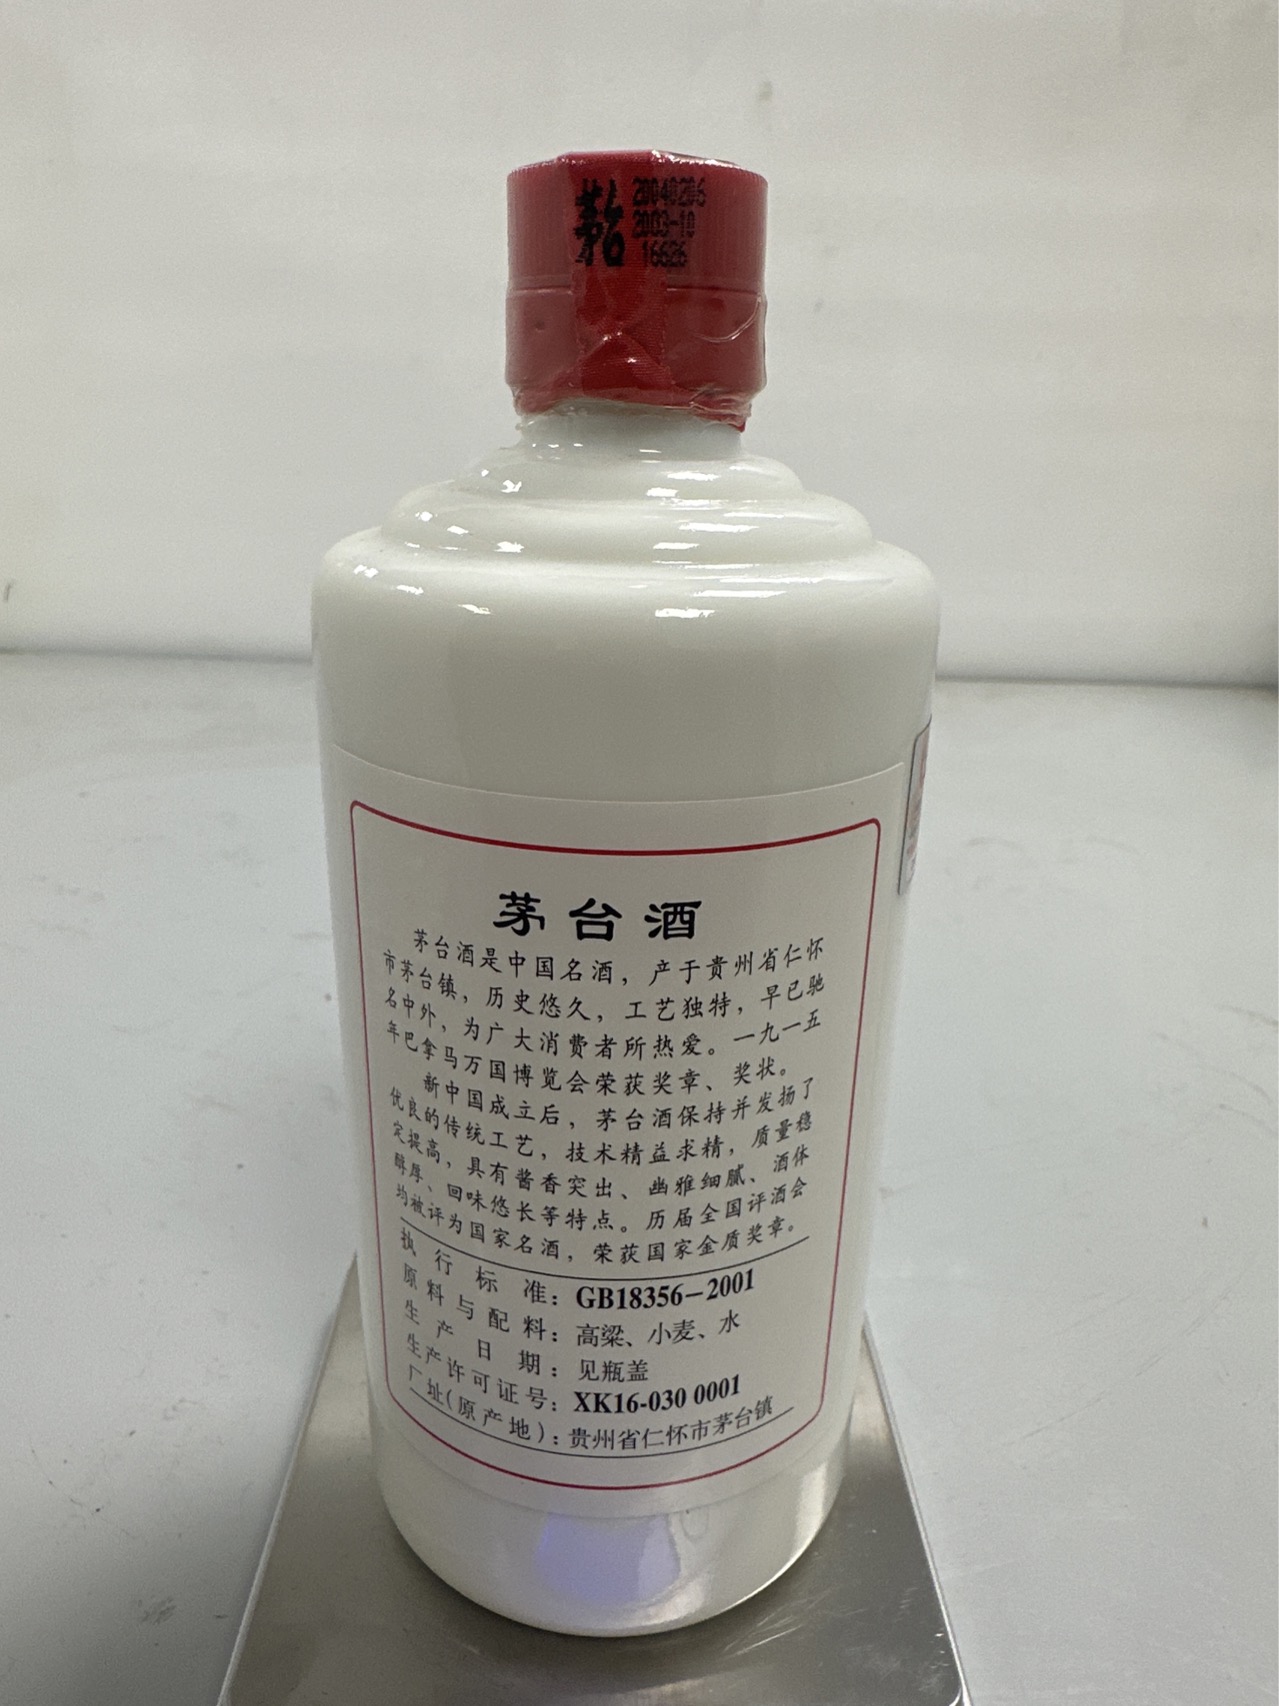 茅台
20040206
2003-10
16626
茅台酒
茅台酒是中国名酒，产于贵州省仁怀
市茅台镇，历史悠久，工艺独特，早已驰
名中外，为广大消费者所热爱。一九一五
年巴拿马万国博览会荣获奖章、奖状。
新中国成立后，茅台酒保持并发扬了
优良的传统工艺，技术精益求精，质量稳
定提高，具有酱香突出、幽雅细腻、酒体
醇厚、回味悠长等特点。历届全国评酒会
均被评为国家名酒，荣获国家金质奖章。
执行标准：GB18356-2001
原料与配料：高粱、小麦、水
生产日期：见瓶盖
生产许可证号：XK16-030 0001
厂址(原产地)：贵州省仁怀市茅台镇